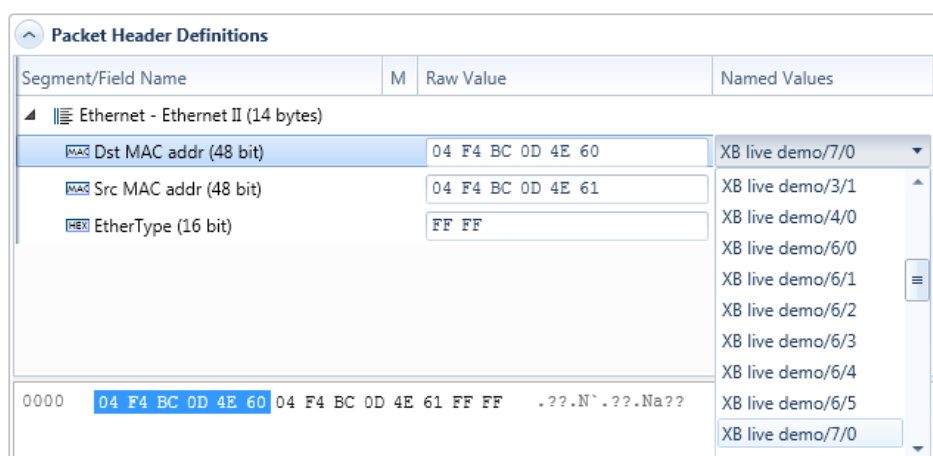 Packet Header Definitions
Segment/Field Name M Raw Value Named Values
Ethernet - Ethernet II (14 bytes)
MAC Dst MAC addr (48 bit) 04 F4 BC 0D 4E 60 XB live demo/7/0
MAC Src MAC addr (48 bit) 04 F4 BC 0D 4E 61 XB live demo/3/1
XB live demo/4/0
HEX EtherType (16 bit) FF FF
XB live demo/6/0
XB live demo/6/1
XB live demo/6/2
XB live demo/6/3
XB live demo/6/4
0000 04 F4 BC 0D 4E 60 04 F4 BC 0D 4E 61 FF FF .??.N`.??.Na?? XB live demo/6/5
XB live demo/7/0